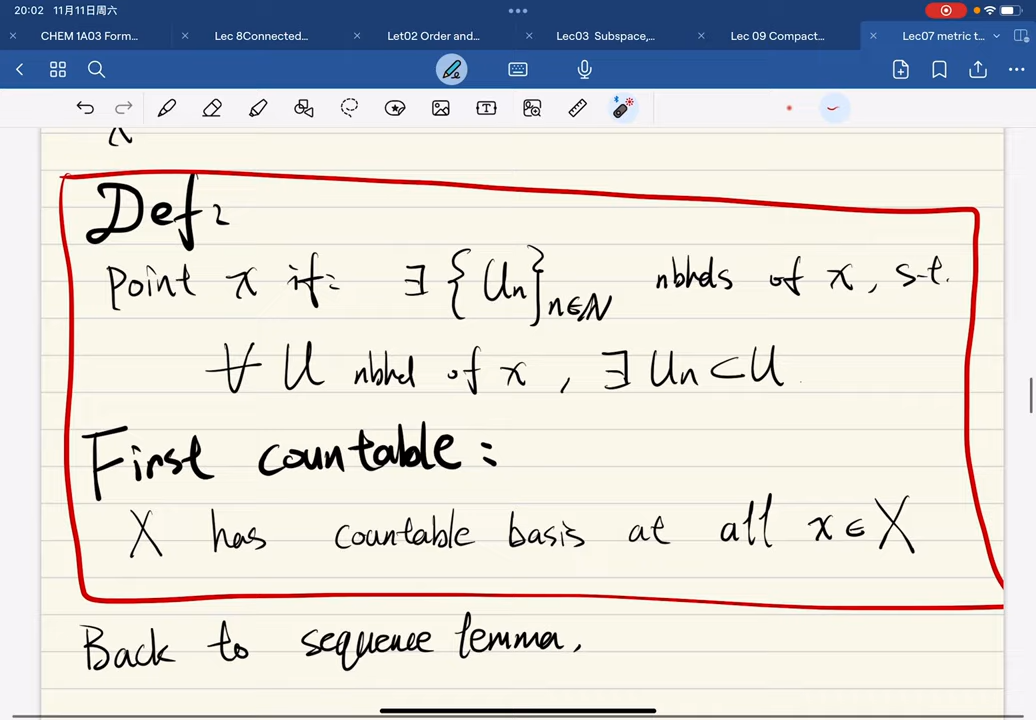 20:02 11月11日周六
CHEM 1A03 Form... Lec 8Connected... Let02 Order and... Lec03 Subspace,... Lec 09 Compact... Lec07 metric t...
Def:
Point x if: ∃ {Un}n∈N nbhds of x, s.t.
∀ U nbhd of x, ∃ Un ⊂ U
First countable:
X has countable basis at all x ∈ X
Back to sequence lemma,